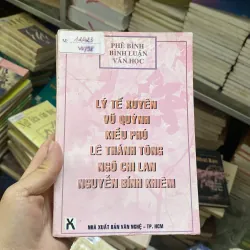 PHÊ BÌNH
BÌNH LUẬN
VĂN HỌC
LÝ TẾ XUYÊN
VŨ QUỲNH
KIỀU PHÚ
LÊ THÁNH TÔNG
NGÔ CHI LAN
NGUYỄN BỈNH KHIÊM
NHÀ XUẤT BẢN VĂN NGHỆ - TP. HCM